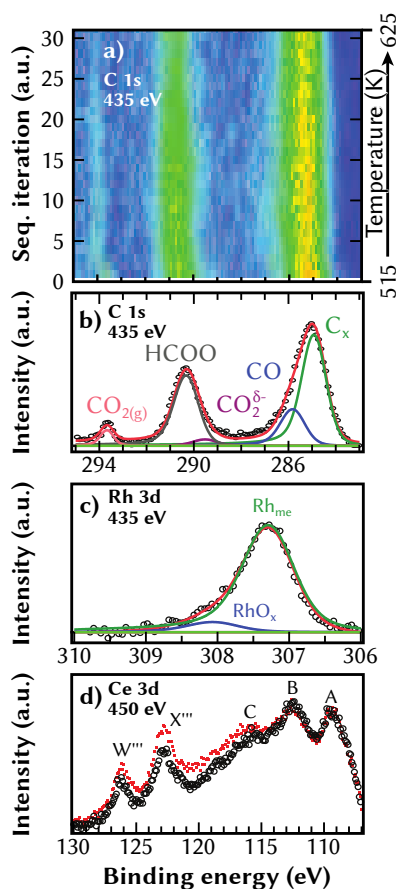 a)
C 1s
435 eV
Seq. iteration (a.u.)
30
25
20
15
10
5
0
625
Temperature (K)
515
b) C 1s
435 eV
Intensity (a.u.)
HCOO
CO2(g)
CO2δ-
CO
Cx
294
290
286
c) Rh 3d
435 eV
Intensity (a.u.)
Rhme
RhOx
310
309
308
307
306
d) Ce 3d
450 eV
Intensity (a.u.)
W'''
X'''
C
B
A
130
120
110
Binding energy (eV)